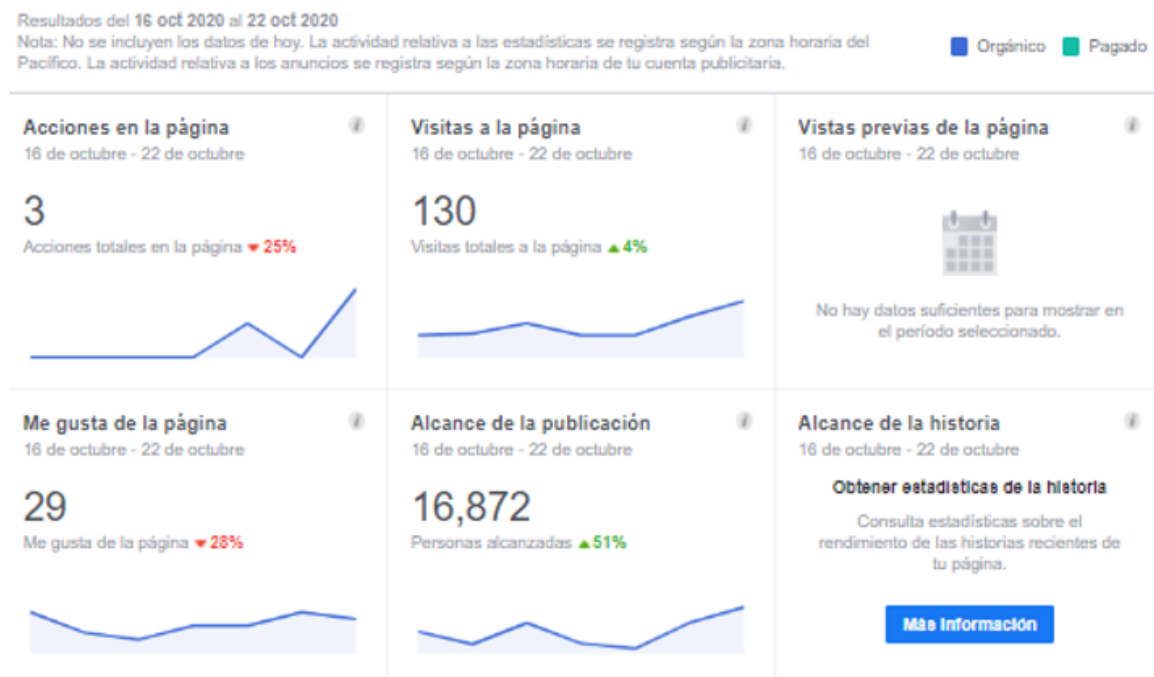 Resultados del 16 oct 2020 al 22 oct 2020
Nota: No se incluyen los datos de hoy. La actividad relativa a las estadísticas se registra según la zona horaria del
Pacífico. La actividad relativa a los anuncios se registra según la zona horaria de tu cuenta publicitaria.
Orgánico Pagado
Acciones en la página
16 de octubre - 22 de octubre
3
Acciones totales en la página ▼ 25%
Visitas a la página
16 de octubre - 22 de octubre
130
Visitas totales a la página ▲ 4%
Vistas previas de la página
16 de octubre - 22 de octubre
No hay datos suficientes para mostrar en
el período seleccionado.
Me gusta de la página
16 de octubre - 22 de octubre
29
Me gusta de la página ▼ 28%
Alcance de la publicación
16 de octubre - 22 de octubre
16,872
Personas alcanzadas ▲ 51%
Alcance de la historia
16 de octubre - 22 de octubre
Obtener estadísticas de la historia
Consulta estadísticas sobre el
rendimiento de las historias recientes de
tu página.
Más información